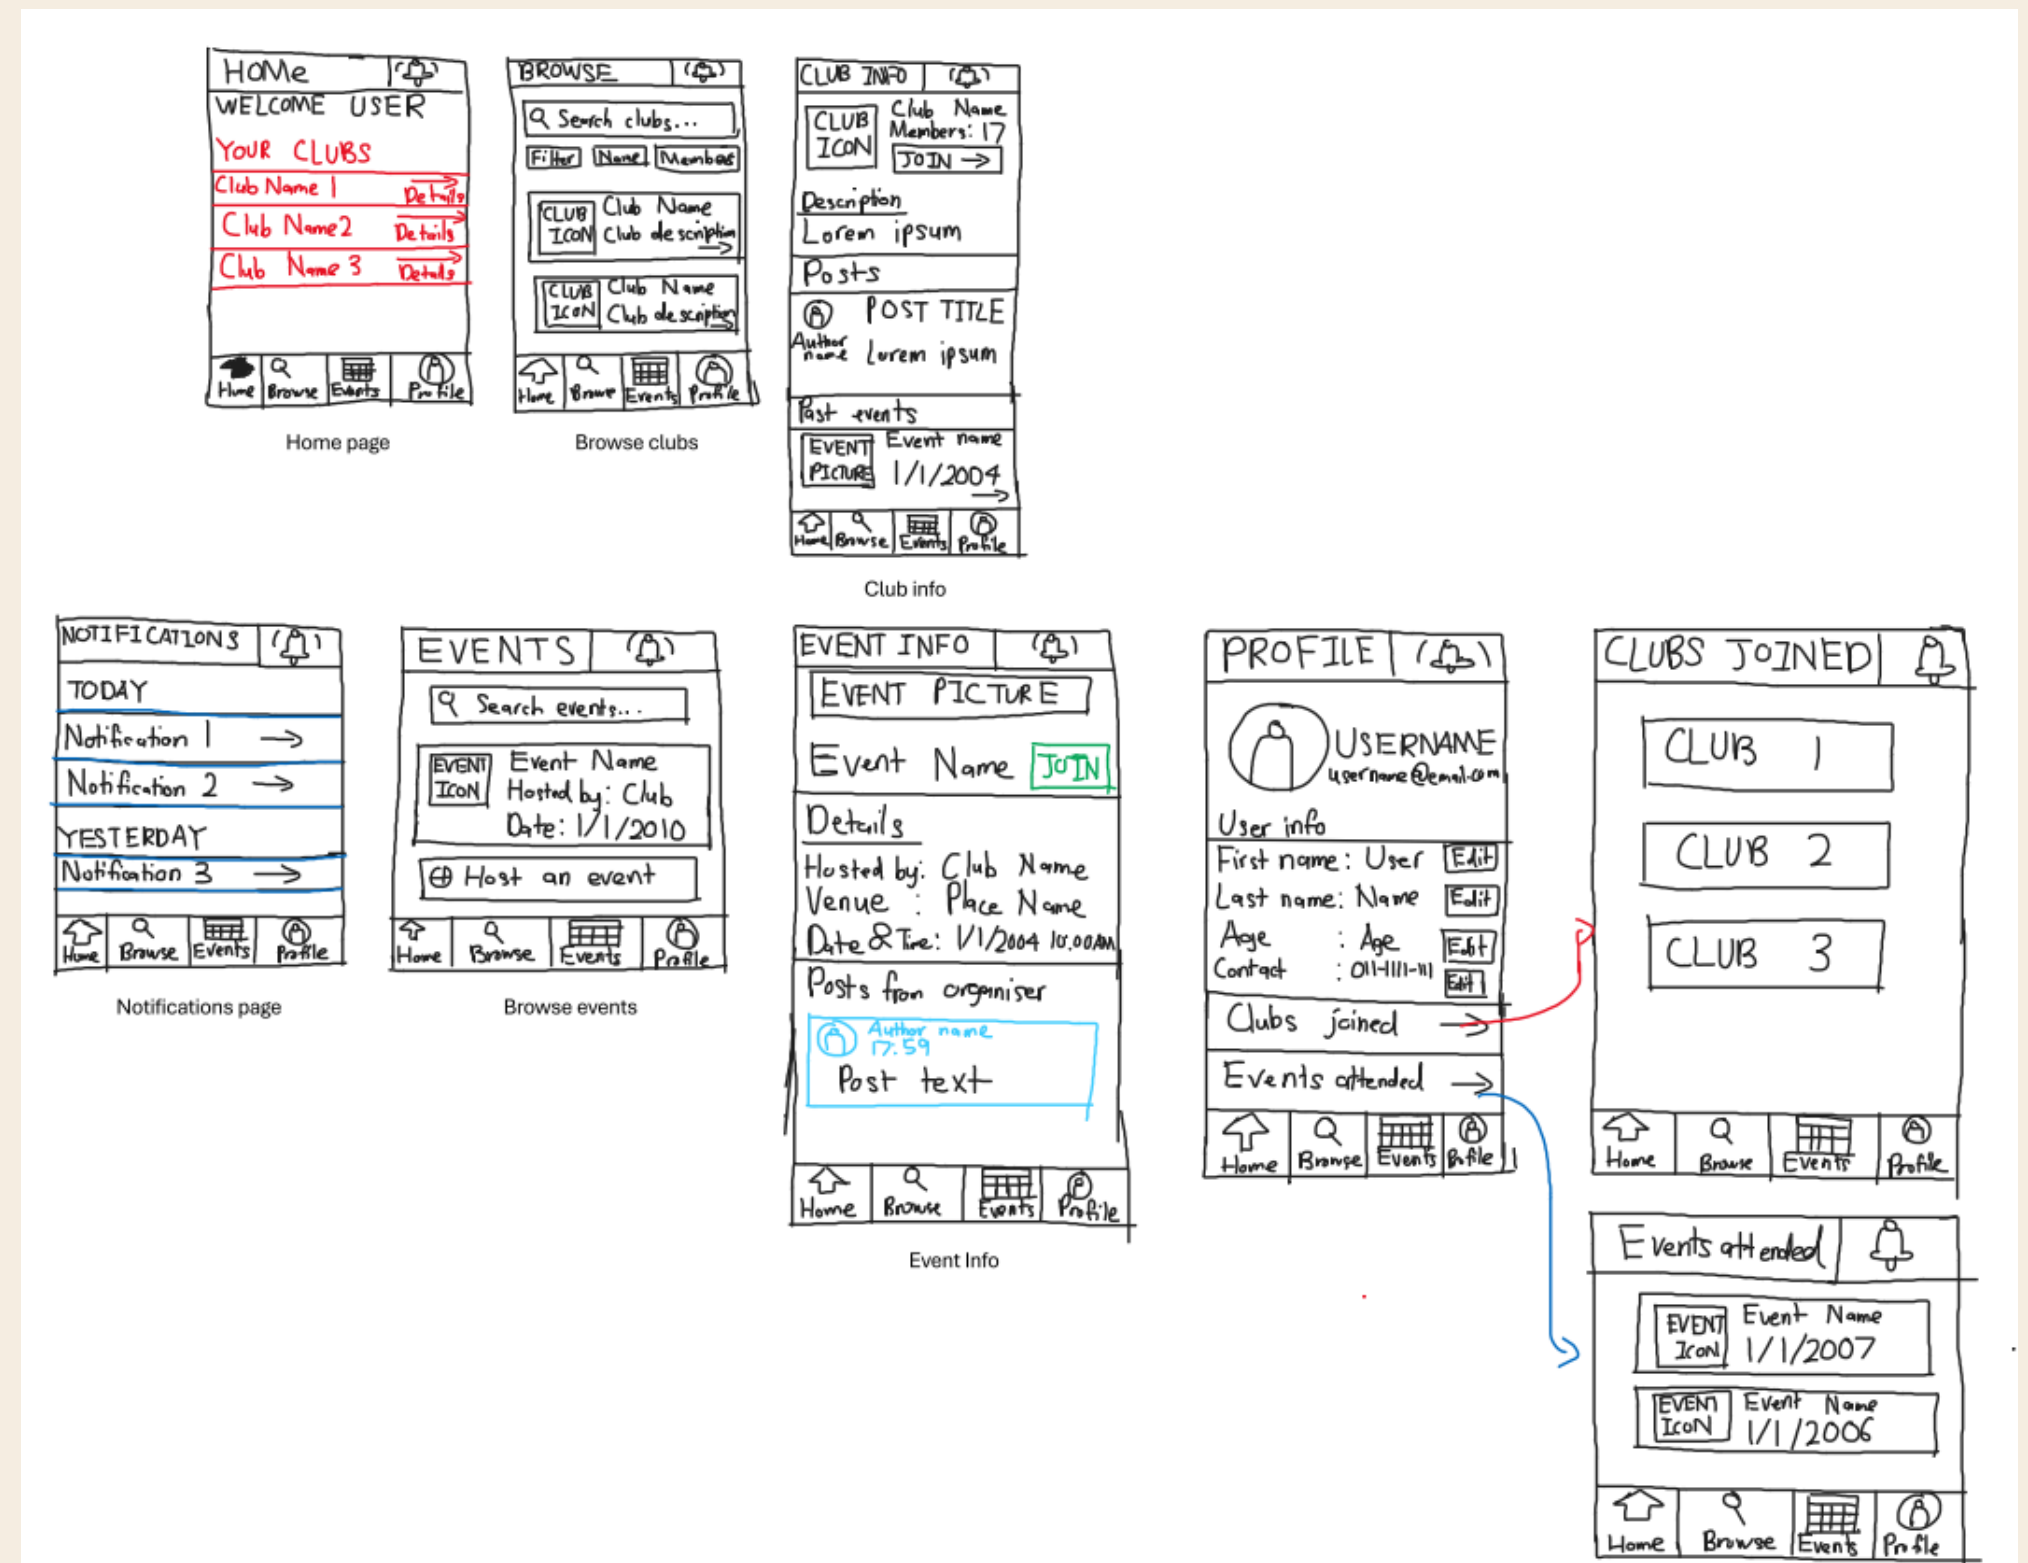 HOMe
WELCOME USER
YOUR CLUBS
Club Name 1 Details
Club Name2 Details
Club Name 3 Details
Home Browse Events Profile
Home page
BROWSE
Search clubs...
Filter Name Members
CLUB ICON
Club Name
Club description
CLUB ICON
Club Name
Club description
Home Browse Events Profile
Browse clubs
CLUB INFO
CLUB ICON
Club Name
Members: 17
JOIN →
Description
Lorem ipsum
Posts
POST TITLE
Author name
Lorem ipsum
Past events
EVENT PICTURE
Event name
1/1/2004
Home Browse Events Profile
Club info
NOTIFICATIONS
TODAY
Notification 1 →
Notification 2 →
YESTERDAY
Notification 3 →
Home Browse Events Profile
Notifications page
EVENTS
Search events...
EVENT ICON
Event Name
Hosted by: Club
Date: 1/1/2010
Host an event
Home Browse Events Profile
Browse events
EVENT INFO
EVENT PICTURE
Event Name JOIN
Details
Hosted by: Club Name
Venue : Place Name
Date & Time: 1/1/2004 10.00AM
Posts from organiser
Author name
17:59
Post text
Home Browse Events Profile
Event Info
PROFILE
USERNAME
username@email.com
User info
First name: User Edit
Last name: Name Edit
Age : Age Edit
Contact : 011-1111-111 Edit
Clubs joined →
Events attended →
Home Browse Events Profile
CLUBS JOINED
CLUB 1
CLUB 2
CLUB 3
Home Browse Events Profile
Events attended
EVENT ICON
Event Name
1/1/2007
EVENT ICON
Event Name
1/1/2006
Home Browse Events Profile